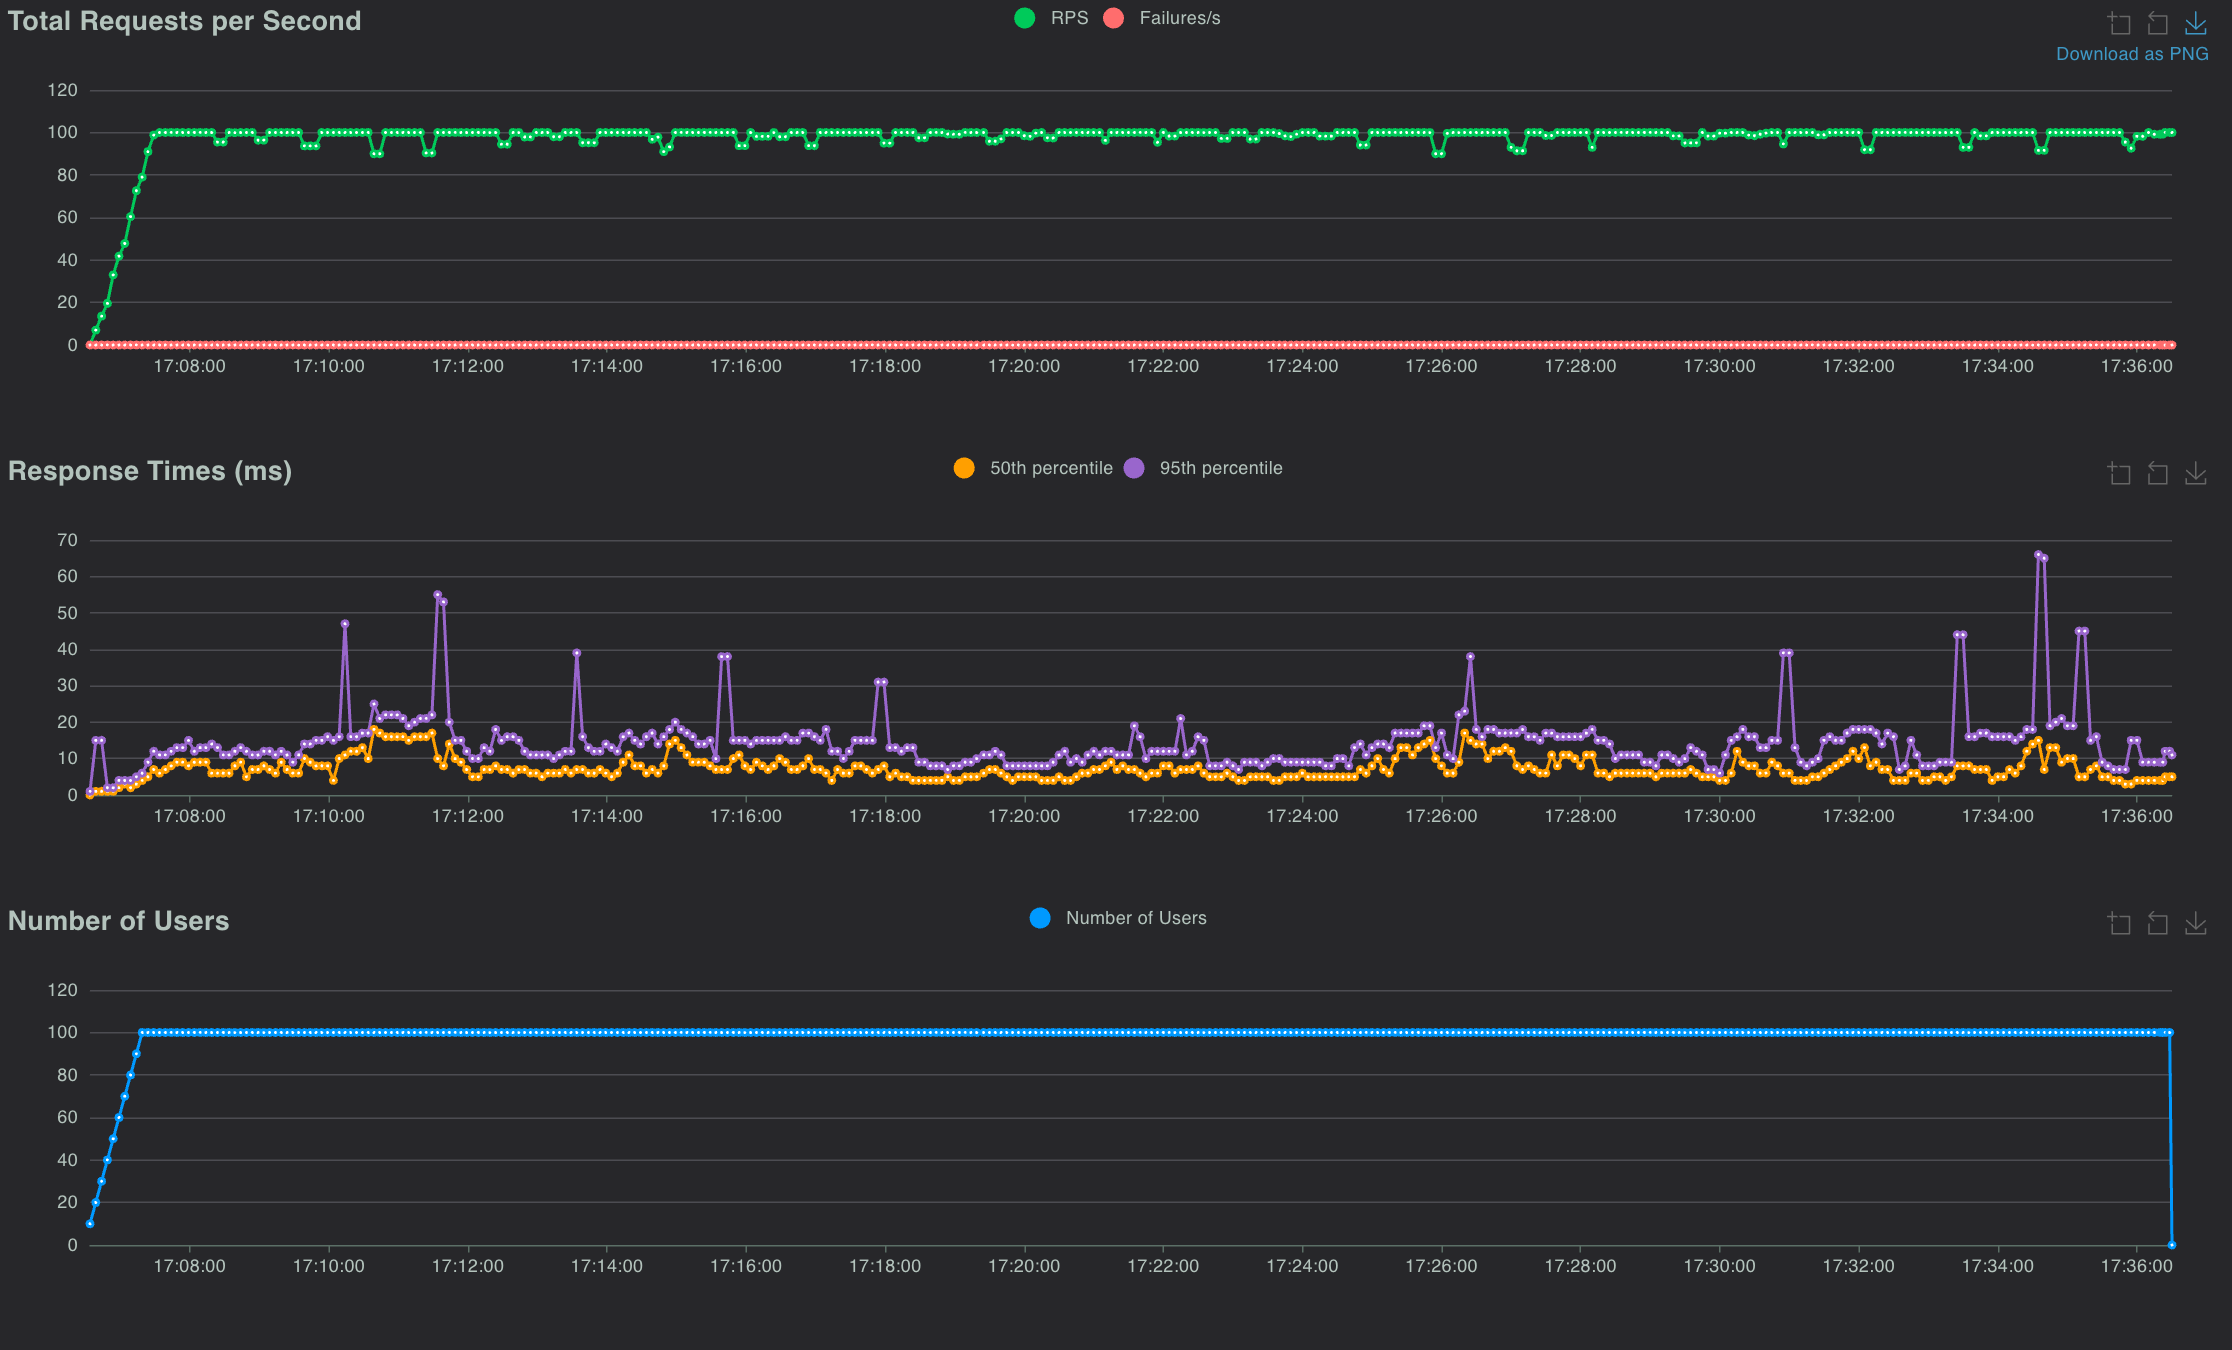 Total Requests per Second
RPS Failures/s
Download as PNG
120
100
80
60
40
20
0
17:08:00 17:10:00 17:12:00 17:14:00 17:16:00 17:18:00 17:20:00 17:22:00 17:24:00 17:26:00 17:28:00 17:30:00 17:32:00 17:34:00 17:36:00
Response Times (ms)
50th percentile 95th percentile
70
60
50
40
30
20
10
0
17:08:00 17:10:00 17:12:00 17:14:00 17:16:00 17:18:00 17:20:00 17:22:00 17:24:00 17:26:00 17:28:00 17:30:00 17:32:00 17:34:00 17:36:00
Number of Users
Number of Users
120
100
80
60
40
20
0
17:08:00 17:10:00 17:12:00 17:14:00 17:16:00 17:18:00 17:20:00 17:22:00 17:24:00 17:26:00 17:28:00 17:30:00 17:32:00 17:34:00 17:36:00